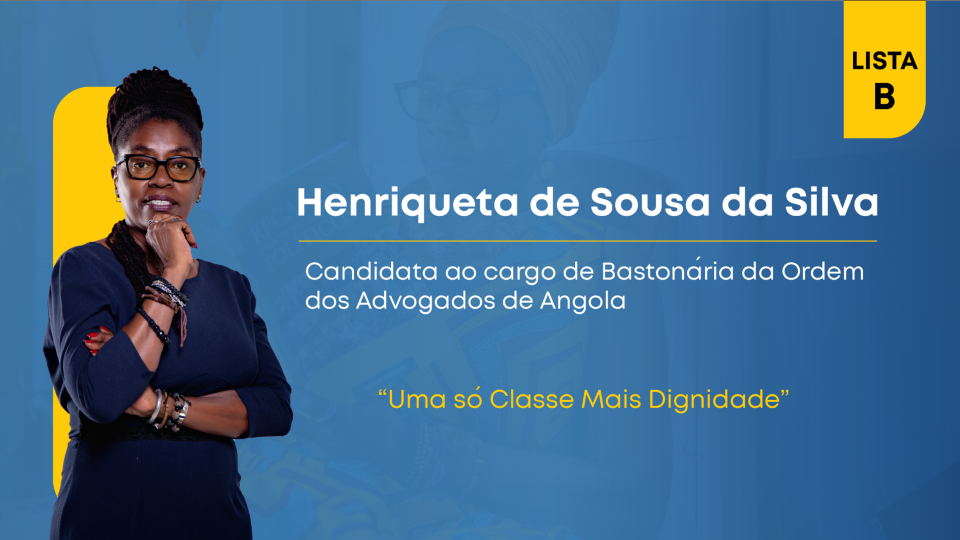 LISTA
B
Henriqueta de Sousa da Silva
Candidata ao cargo de Bastonária da Ordem
dos Advogados de Angola
“Uma só Classe Mais Dignidade”